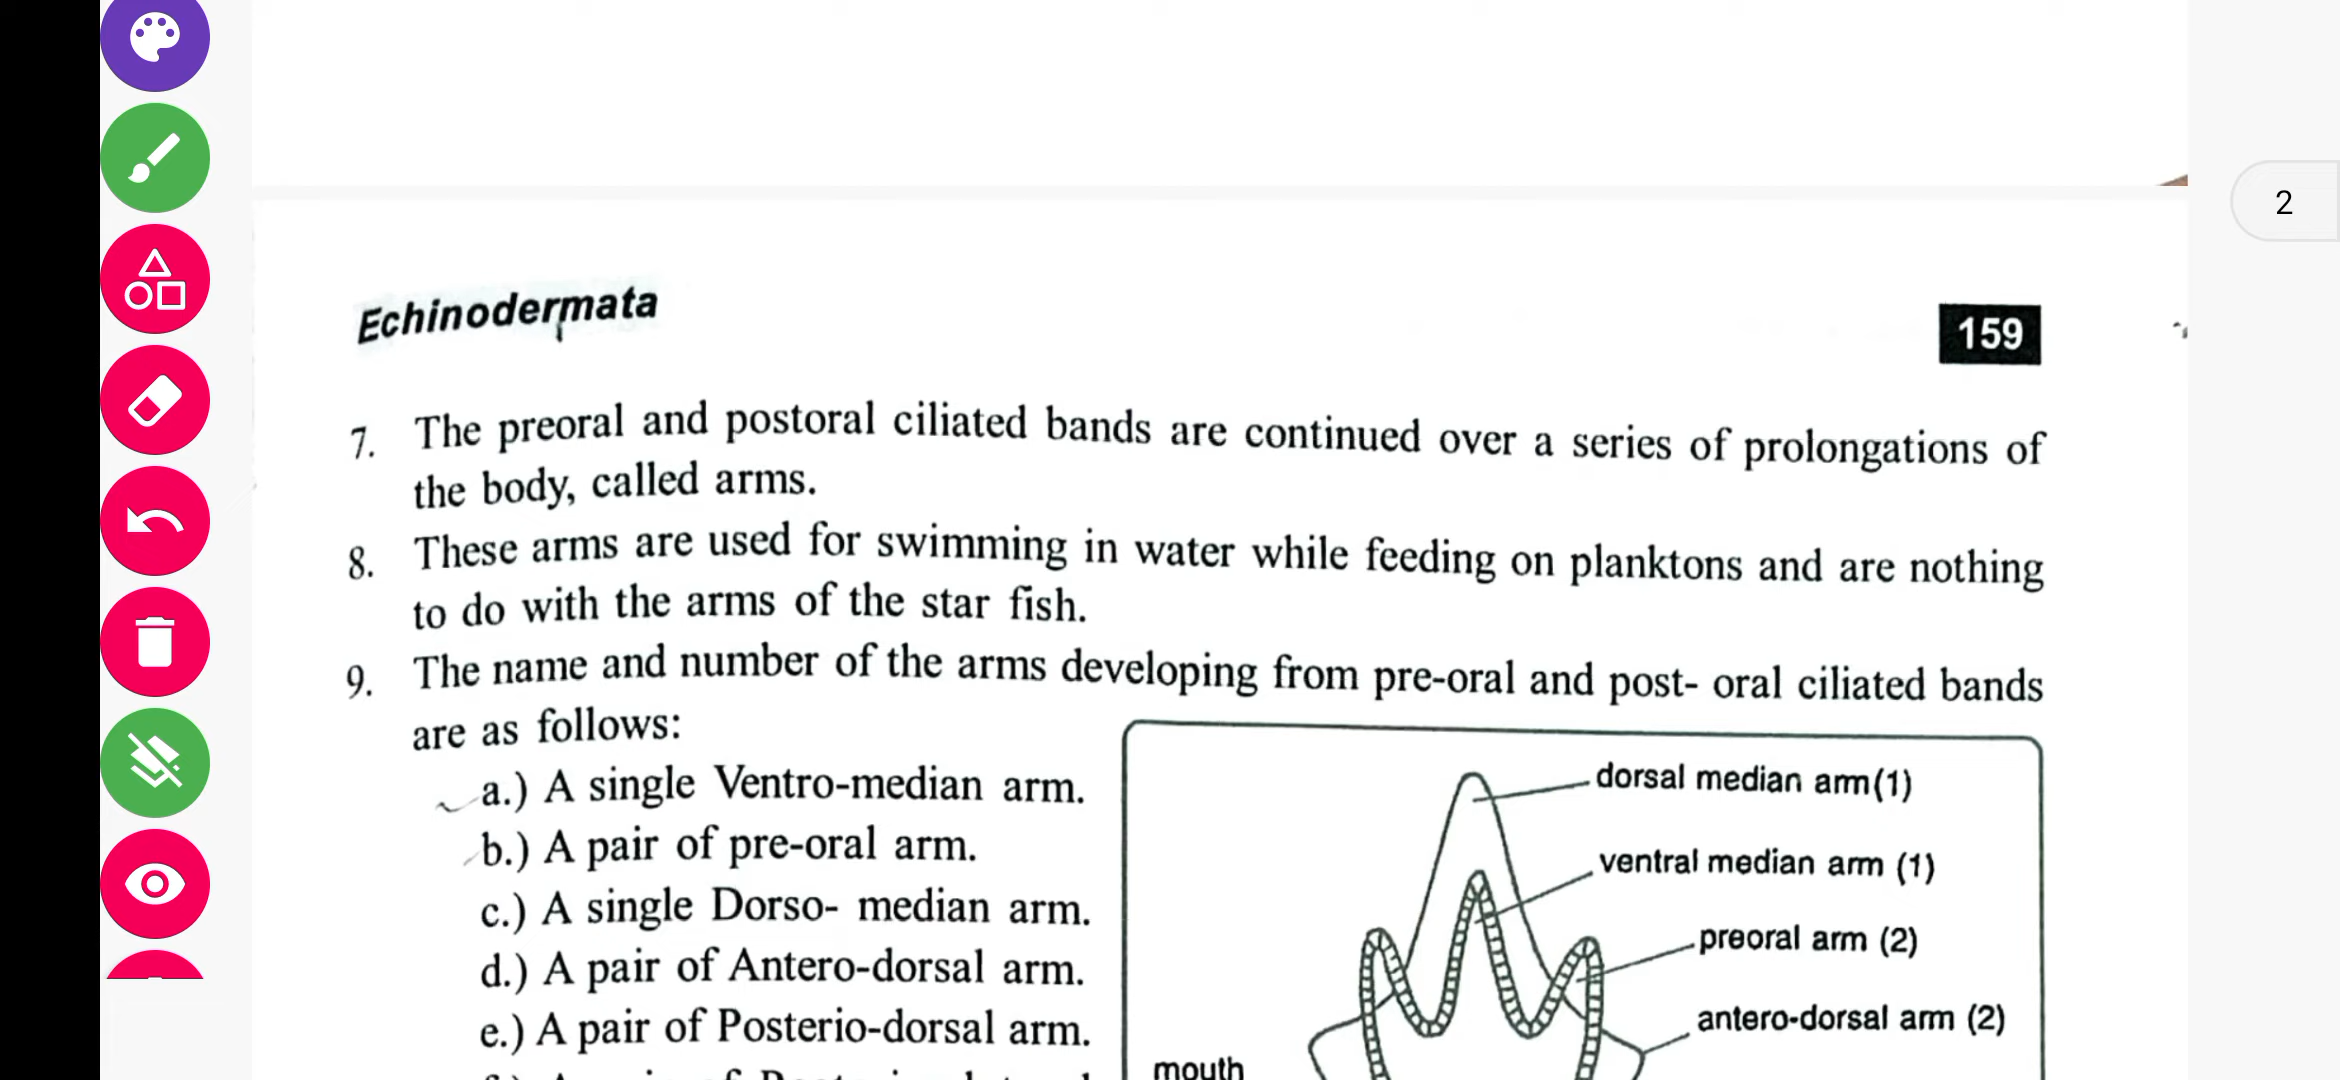 2
Echinodermata
159
7. The preoral and postoral ciliated bands are continued over a series of prolongations of
the body, called arms.
8. These arms are used for swimming in water while feeding on planktons and are nothing
to do with the arms of the star fish.
9. The name and number of the arms developing from pre-oral and post- oral ciliated bands
are as follows:
a.) A single Ventro-median arm.
b.) A pair of pre-oral arm.
c.) A single Dorso- median arm.
d.) A pair of Antero-dorsal arm.
e.) A pair of Posterio-dorsal arm.
dorsal median arm(1)
ventral median arm (1)
preoral arm (2)
antero-dorsal arm (2)
mouth